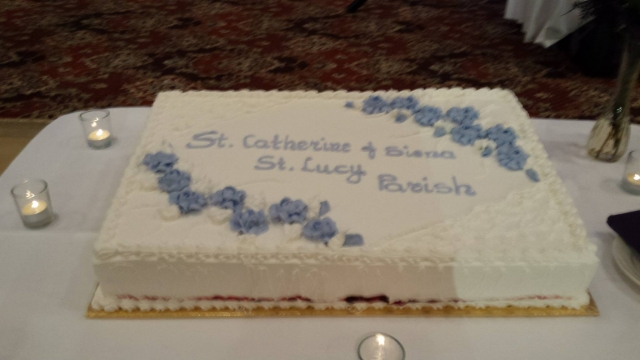 St. Catherine of Siena
St. Lucy Parish